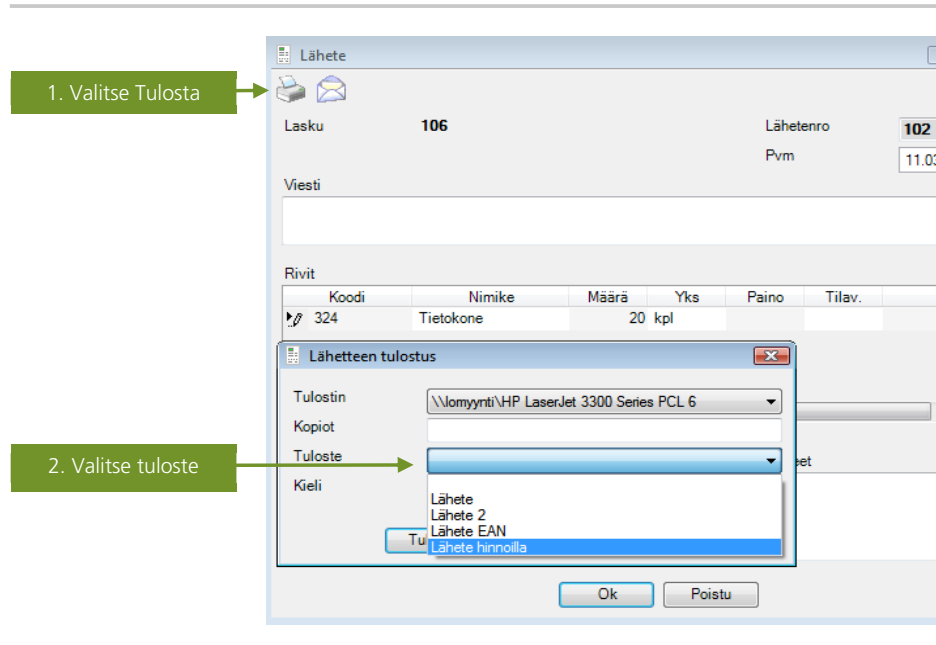 Lähete
1. Valitse Tulosta
Lasku 106 Lähetenro 102
Pvm 11.03
Viesti
Rivit
Koodi Nimike Määrä Yks Paino Tilav.
324 Tietokone 20 kpl
Lähetteen tulostus
Tulostin \\lomyynti\HP LaserJet 3300 Series PCL 6
Kopiot
2. Valitse tuloste
Tuloste
Kieli
Lähete
Lähete 2
Lähete EAN
Lähete hinnoilla
Ok Poistu